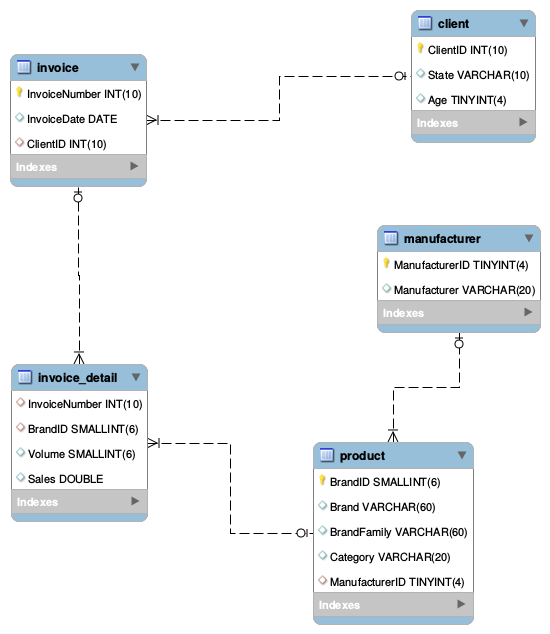 client
ClientID INT(10)
State VARCHAR(10)
Age TINYINT(4)
Indexes
invoice
InvoiceNumber INT(10)
InvoiceDate DATE
ClientID INT(10)
Indexes
manufacturer
ManufacturerID TINYINT(4)
Manufacturer VARCHAR(20)
Indexes
invoice_detail
InvoiceNumber INT(10)
BrandID SMALLINT(6)
Volume SMALLINT(6)
Sales DOUBLE
Indexes
product
BrandID SMALLINT(6)
Brand VARCHAR(60)
BrandFamily VARCHAR(60)
Category VARCHAR(20)
ManufacturerID TINYINT(4)
Indexes